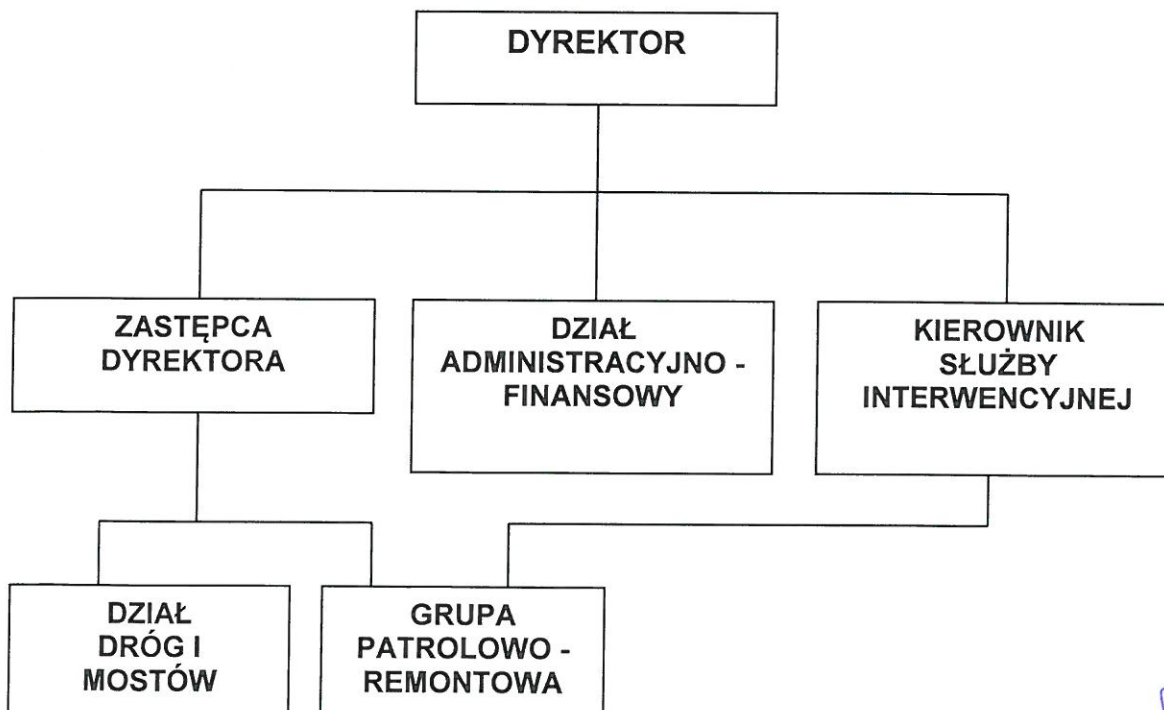 DYREKTOR
ZASTĘPCA
DYREKTORA
DZIAŁ
ADMINISTRACYJNO -
FINANSOWY
KIEROWNIK
SŁUŻBY
INTERWENCYJNEJ
DZIAŁ
DRÓG I
MOSTÓW
GRUPA
PATROLOWO -
REMONTOWA